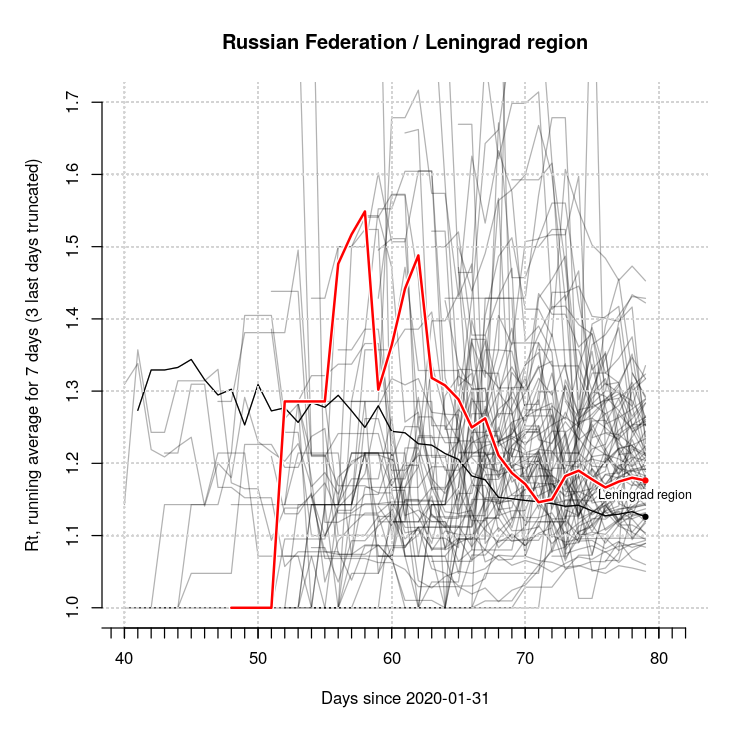 Russian Federation / Leningrad region
Rt, running average for 7 days (3 last days truncated)
1.7
1.6
1.5
1.4
1.3
1.2
1.1
1.0
Leningrad region
40 50 60 70 80
Days since 2020-01-31